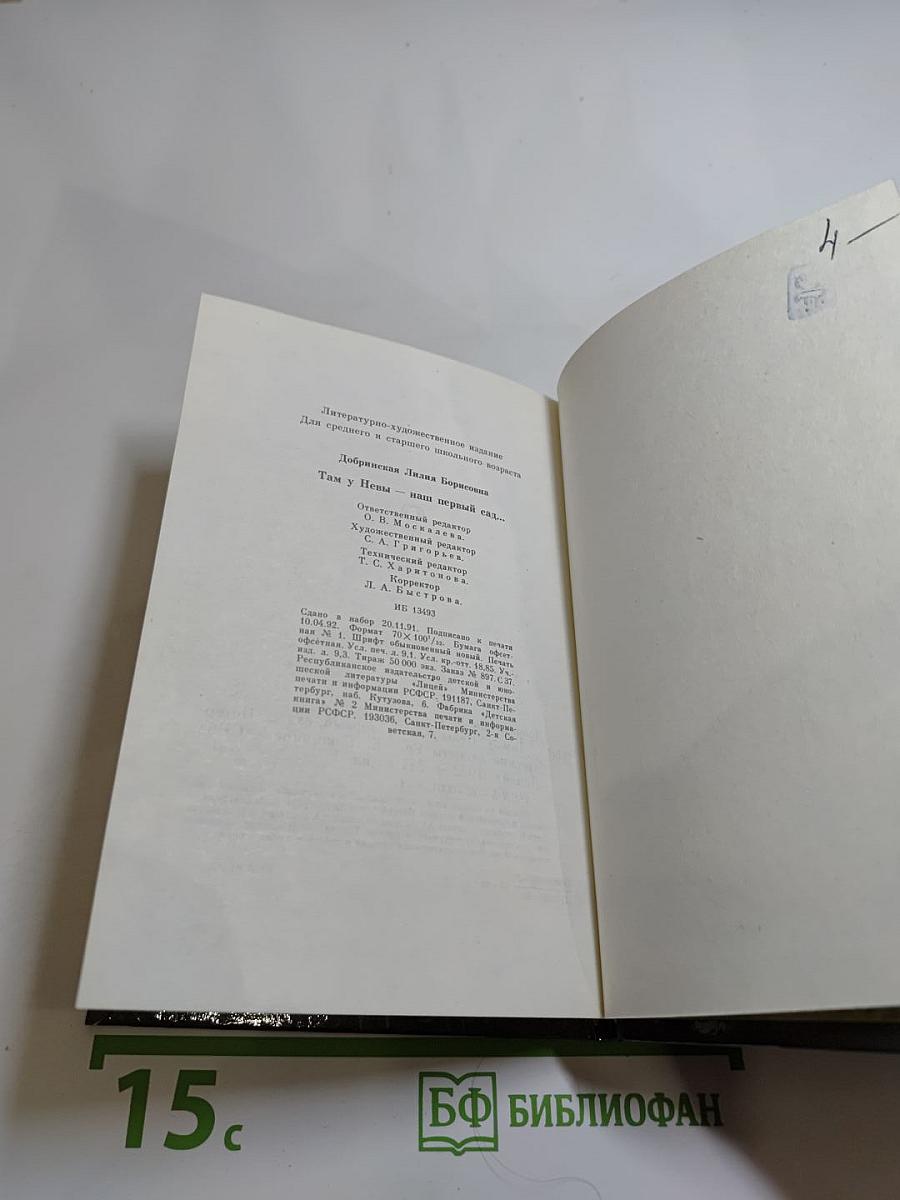 4 —
Литературно-художественное издание
Для среднего и старшего школьного возраста
Добринская Лилия Борисовна
Там у Невы — наш первый сад...
Ответственный редактор
О. В. Москалева.
Художественный редактор
С. А. Григорьев.
Технический редактор
Т. С. Харитонова.
Корректор
Л. А. Быстрова.
ИБ 13493
Сдано в набор 20.11.91. Подписано к печати
10.04.92. Формат 70×100¹/₃₂. Бумага офсет-
ная № 1. Шрифт обыкновенный новый. Печать
офсетная. Усл. печ. л. 9,1. Усл. кр.-отт. 18,85. Уч.-
изд. л. 9,3. Тираж 50 000 экз. Заказ № 897. С 37.
Республиканское издательство детской и юно-
шеской литературы «Лицей» Министерства
печати и информации РСФСР. 191187, Санкт-Пе-
тербург, наб. Кутузова, 6. Фабрика «Детская
книга» № 2 Министерства печати и информа-
ции РСФСР. 193036, Санкт-Петербург, 2-я Со-
ветская, 7.
15 с
БФ БИБЛИОФАН